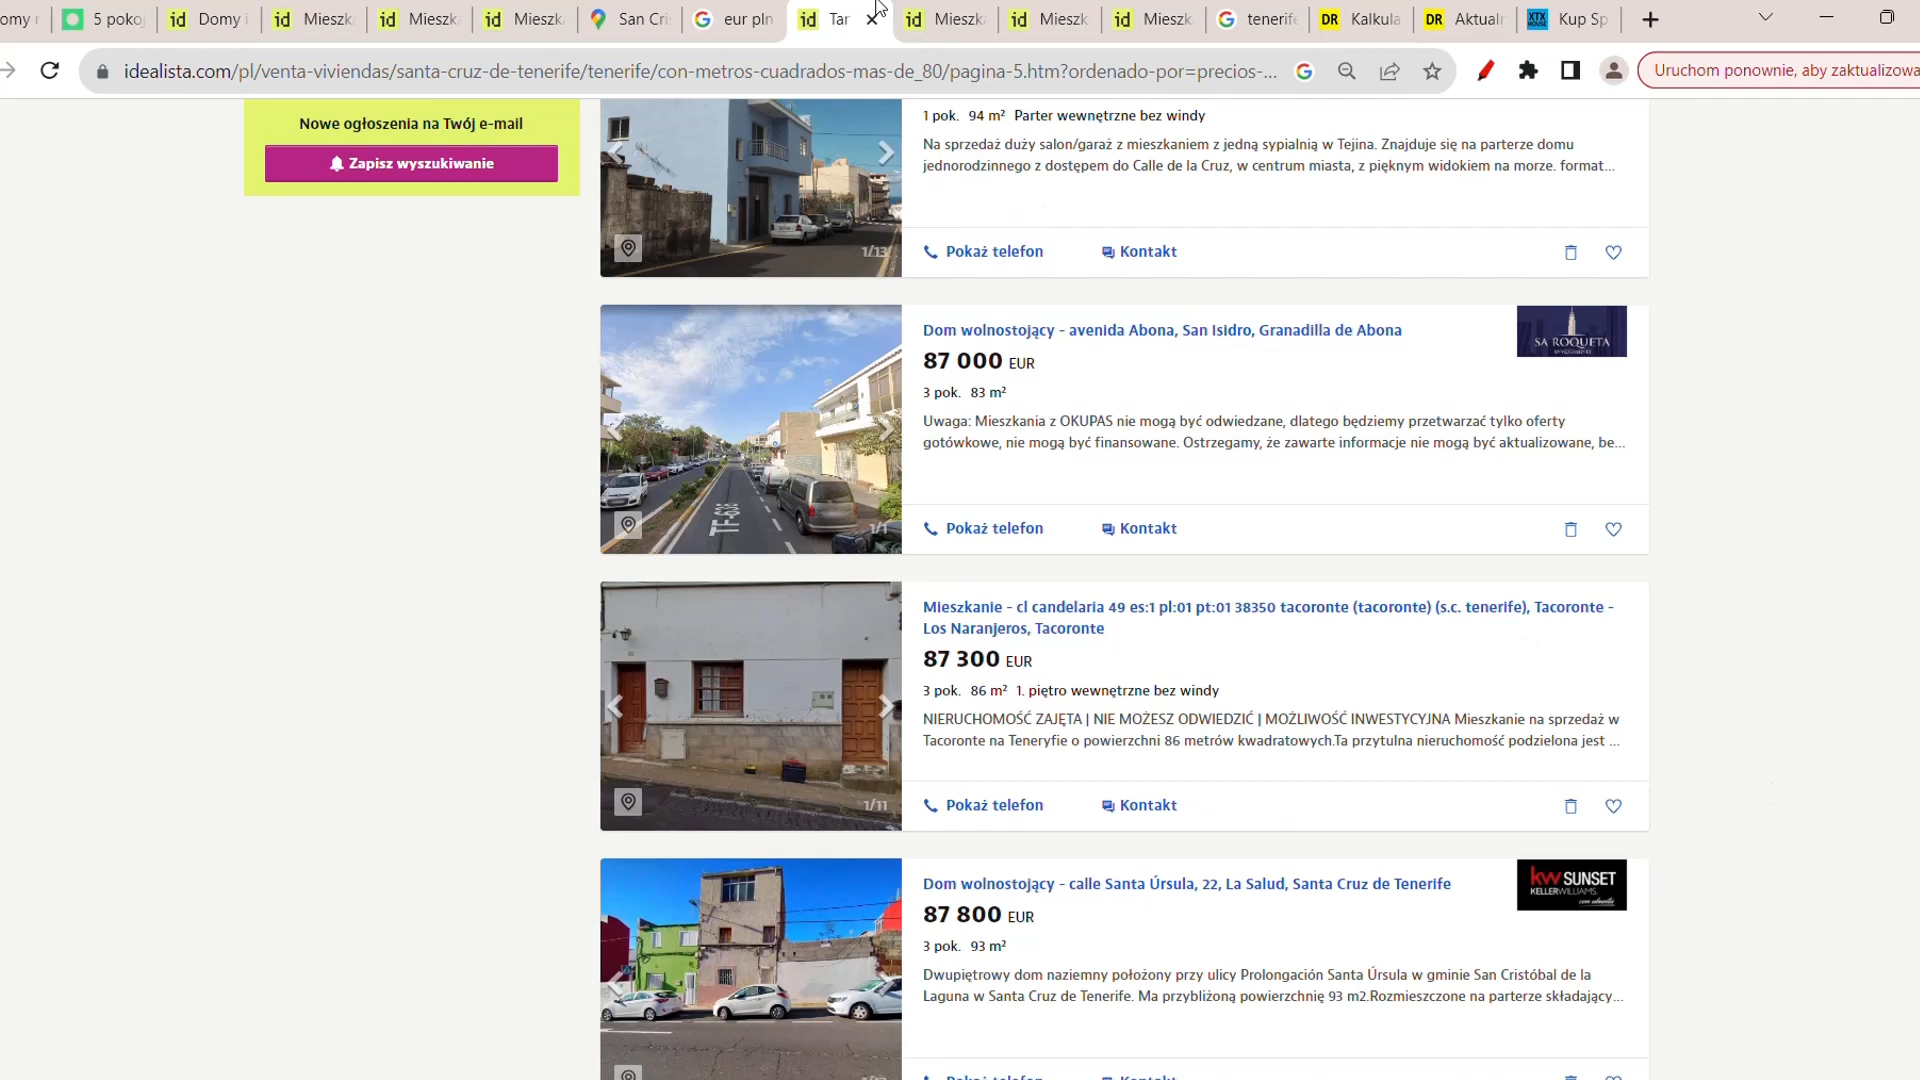 omy r
5 poko
Domy i
Mieszk
Mieszk
Mieszk
San Cri
eur pln
Tar
Mieszk
Mieszk
Mieszk
tenerife
DR
Kalkula
DR
Aktualn
XTX
HOUSE
Kup Sp
idealista.com/pl/venta-viviendas/santa-cruz-de-tenerife/tenerife/con-metros-cuadrados-mas-de_80/pagina-5.htm?ordenado-por=precios-...
Uruchom ponownie, aby zaktualizowa
Nowe ogłoszenia na Twój e-mail
Zapisz wyszukiwanie
1 pok. 94 m² Parter wewnętrzne bez windy
Na sprzedaż duży salon/garaż z mieszkaniem z jedną sypialnią w Tejina. Znajduje się na parterze domu
jednorodzinnego z dostępem do Calle de la Cruz, w centrum miasta, z pięknym widokiem na morze. format...
1/13
Pokaż telefon
Kontakt
Dom wolnostojący - avenida Abona, San Isidro, Granadilla de Abona
SA ROQUETA
87 000 EUR
3 pok. 83 m²
Uwaga: Mieszkania z OKUPAS nie mogą być odwiedzane, dlatego będziemy przetwarzać tylko oferty
gotówkowe, nie mogą być finansowane. Ostrzegamy, że zawarte informacje nie mogą być aktualizowane, be...
TF-636
1/1
Pokaż telefon
Kontakt
Mieszkanie - cl candelaria 49 es:1 pl:01 pt:01 38350 tacoronte (tacoronte) (s.c. tenerife), Tacoronte -
Los Naranjeros, Tacoronte
87 300 EUR
3 pok. 86 m² 1. piętro wewnętrzne bez windy
NIERUCHOMOŚĆ ZAJĘTA | NIE MOŻESZ ODWIEDZIĆ | MOŻLIWOŚĆ INWESTYCYJNA Mieszkanie na sprzedaż w
Tacoronte na Teneryfie o powierzchni 86 metrów kwadratowych.Ta przytulna nieruchomość podzielona jest ...
1/11
Pokaż telefon
Kontakt
Dom wolnostojący - calle Santa Úrsula, 22, La Salud, Santa Cruz de Tenerife
kw SUNSET
KELLERWILLIAMS.
87 800 EUR
3 pok. 93 m²
Dwupiętrowy dom naziemny położony przy ulicy Prolongación Santa Úrsula w gminie San Cristóbal de la
Laguna w Santa Cruz de Tenerife. Ma przybliżoną powierzchnię 93 m2.Rozmieszczone na parterze składający...
Pokaż telefon
Kontakt